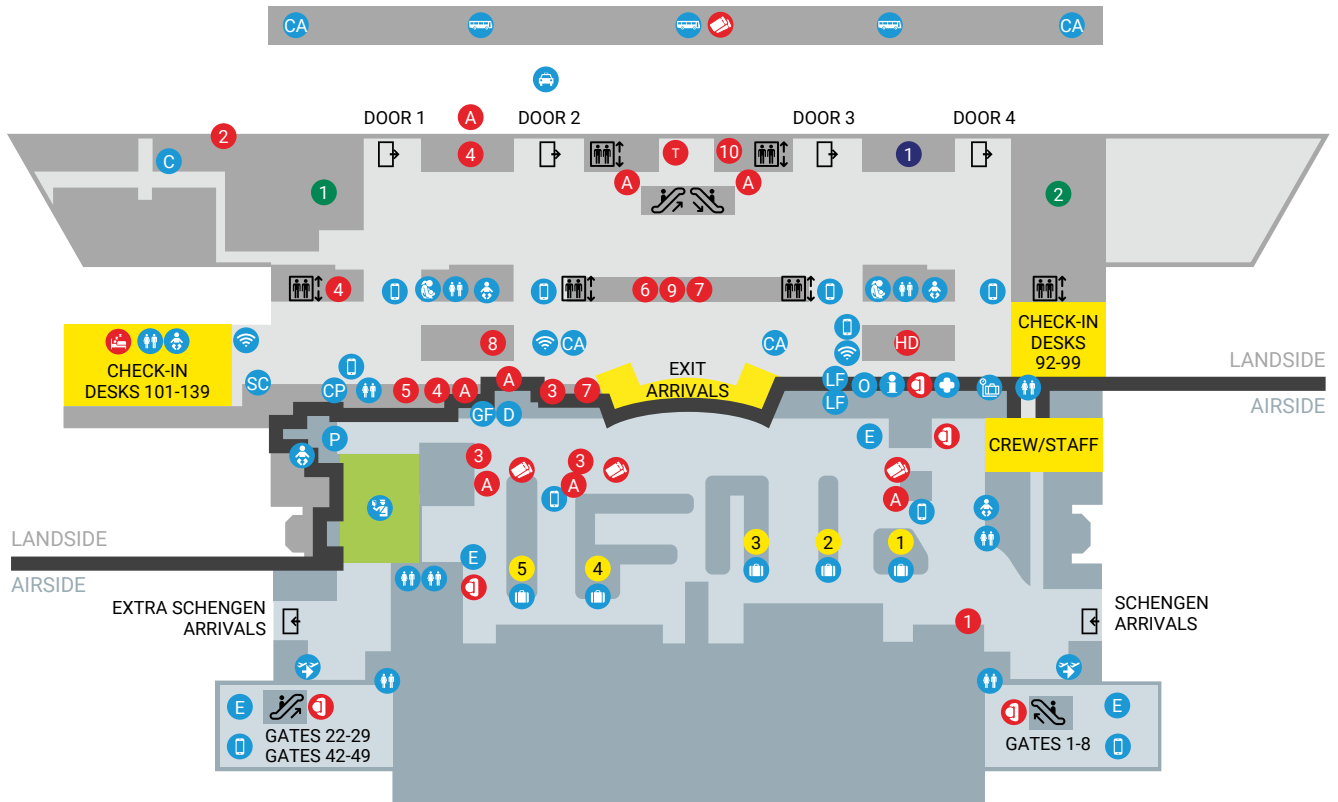 CA
CA
DOOR 1
A
DOOR 2
DOOR 3
DOOR 4
2
C
4
T
10
1
1
A
A
2
4
6
9
7
8
CA
CA
HD
CHECK-IN
DESKS
92-99
CHECK-IN
DESKS 101-139
SC
CP
5
4
A
A
3
7
EXIT
ARRIVALS
LF
O
LF
LANDSIDE
AIRSIDE
GF
D
P
E
CREW/STAFF
3
A
3
A
A
LANDSIDE
AIRSIDE
E
5
4
3
2
1
EXTRA SCHENGEN
ARRIVALS
1
SCHENGEN
ARRIVALS
E
GATES 22-29
GATES 42-49
E
GATES 1-8